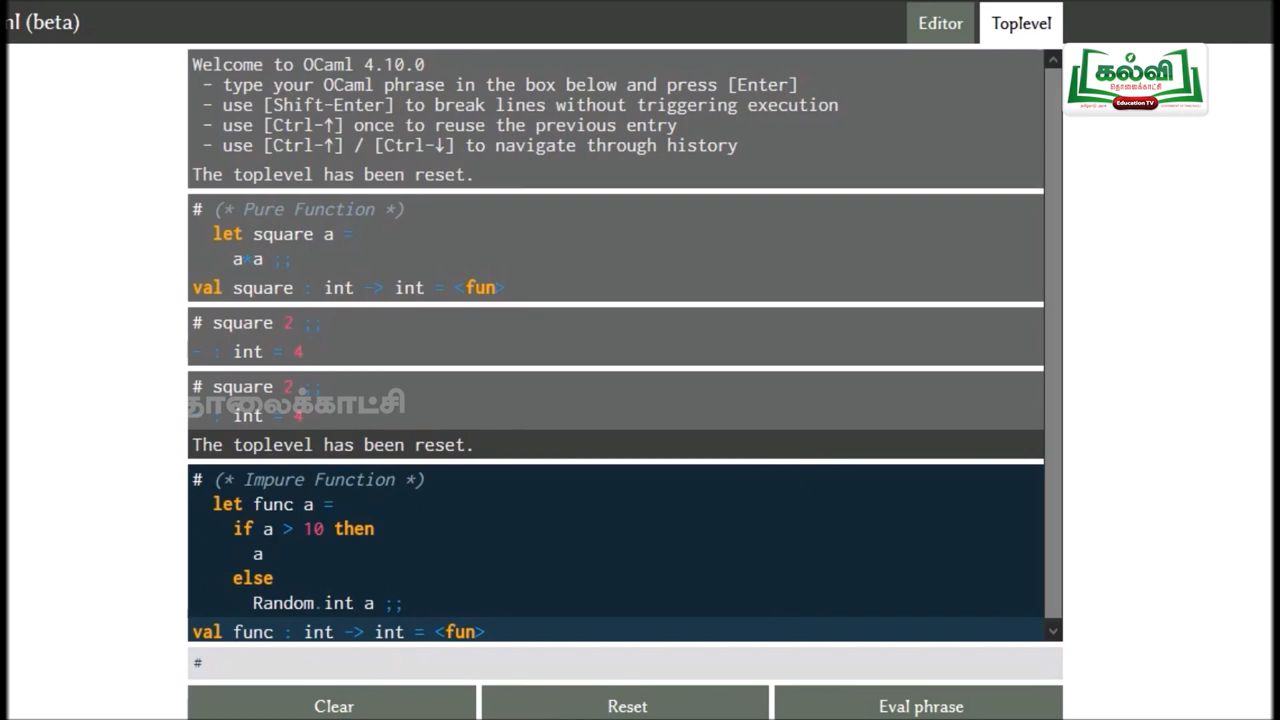 ml (beta)
Editor
Toplevel
கல்வி
தொலைக்காட்சி
Education TV
Welcome to OCaml 4.10.0
- type your OCaml phrase in the box below and press [Enter]
- use [Shift-Enter] to break lines without triggering execution
- use [Ctrl-↑] once to reuse the previous entry
- use [Ctrl-↑] / [Ctrl-↓] to navigate through history
The toplevel has been reset.
# (* Pure Function *)
let square a =
a*a ;;
val square : int -> int = <fun>
# square 2 ;;
- : int = 4
# square 2 ;;
தொலைக்காட்சி
- : int = 4
The toplevel has been reset.
# (* Impure Function *)
let func a =
if a > 10 then
a
else
Random.int a ;;
val func : int -> int = <fun>
#
Clear
Reset
Eval phrase